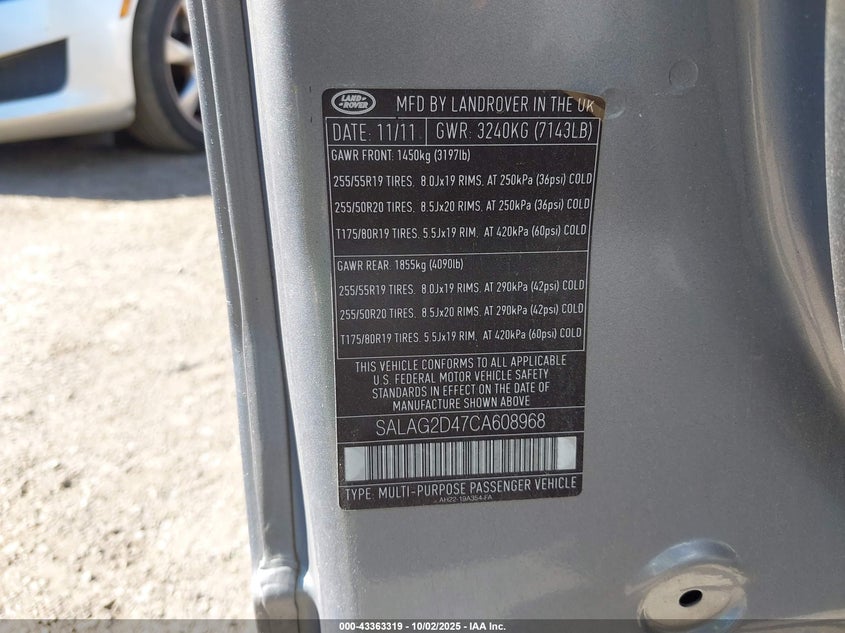 LAND ROVER
MFD BY LANDROVER IN THE UK
DATE: 11/11 GWR: 3240KG (7143LB)
GAWR FRONT: 1450kg (3197lb)
255/55R19 TIRES. 8.0Jx19 RIMS. AT 250kPa (36psi) COLD
255/50R20 TIRES. 8.5Jx20 RIMS. AT 250kPa (36psi) COLD
T175/80R19 TIRES. 5.5Jx19 RIM. AT 420kPa (60psi) COLD
GAWR REAR: 1855kg (4090lb)
255/55R19 TIRES. 8.0Jx19 RIMS. AT 290kPa (42psi) COLD
255/50R20 TIRES. 8.5Jx20 RIMS. AT 290kPa (42psi) COLD
T175/80R19 TIRES. 5.5Jx19 RIM. AT 420kPa (60psi) COLD
THIS VEHICLE CONFORMS TO ALL APPLICABLE
U.S. FEDERAL MOTOR VEHICLE SAFETY
STANDARDS IN EFFECT ON THE DATE OF
MANUFACTURE SHOWN ABOVE
SALAG2D47CA608968
TYPE: MULTI-PURPOSE PASSENGER VEHICLE
AH22-19A354-FA
000-43363319 - 10/02/2025 - IAA Inc.